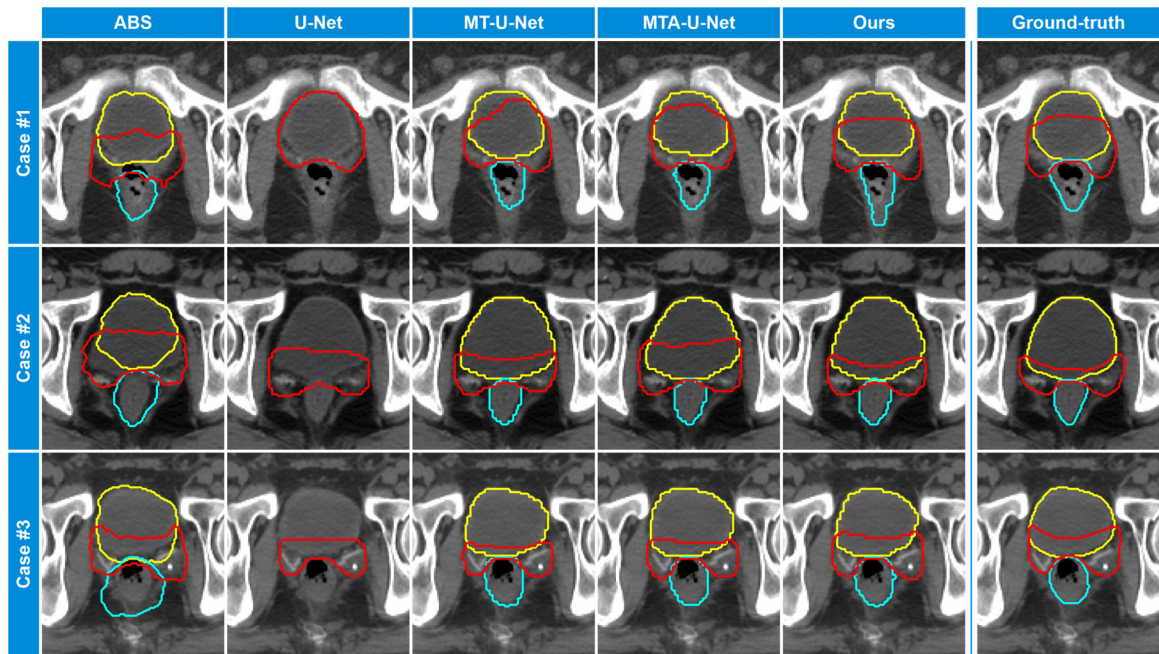 ABS U-Net MT-U-Net MTA-U-Net Ours Ground-truth
Case #1
Case #2
Case #3